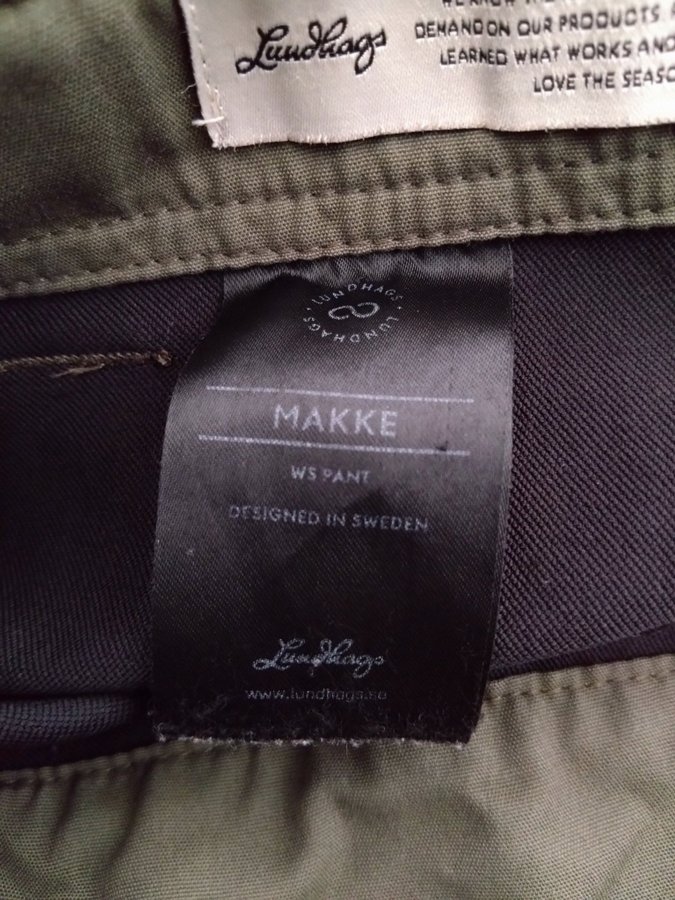 Lundhags
DEMAND ON OUR PRODUCTS
LEARNED WHAT WORKS AND
LOVE THE
• LUNDHAGS • LUNDHAGS
MAKKE
WS PANT
DESIGNED IN SWEDEN
Lundhags
www.lundhags.se